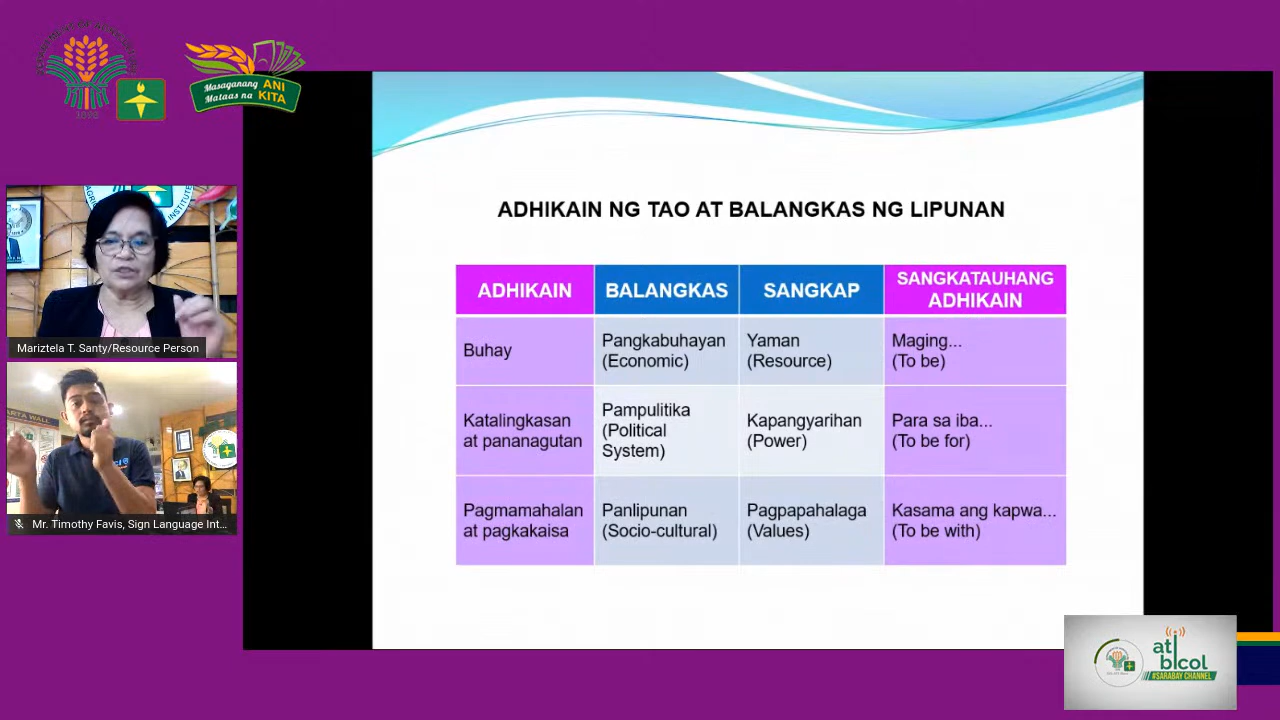 Masaganang ANI
Mataas na KITA
ADHIKAIN NG TAO AT BALANGKAS NG LIPUNAN
ADHIKAIN
BALANGKAS
SANGKAP
SANGKATAUHANG
ADHIKAIN
Buhay
Pangkabuhayan
(Economic)
Yaman
(Resource)
Maging...
(To be)
Katalingkasan
at pananagutan
Pampulitika
(Political
System)
Kapangyarihan
(Power)
Para sa iba...
(To be for)
Pagmamahalan
at pagkakaisa
Panlipunan
(Socio-cultural)
Pagpapahalaga
(Values)
Kasama ang kapwa...
(To be with)
Mariztela T. Santy/Resource Person
Mr. Timothy Favis, Sign Language Int...
ati
bicol
#SARABAY CHANNEL